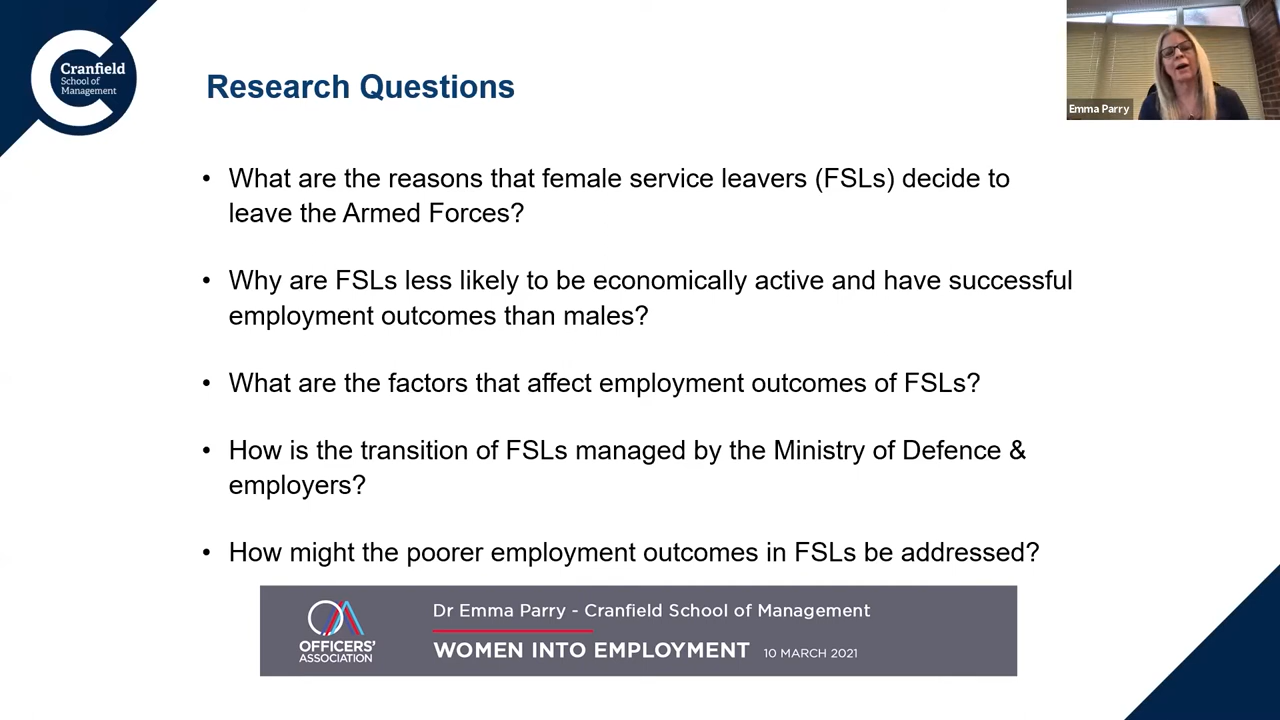 Cranfield
School of
Management
Research Questions
Emma Parry
• What are the reasons that female service leavers (FSLs) decide to
leave the Armed Forces?
• Why are FSLs less likely to be economically active and have successful
employment outcomes than males?
• What are the factors that affect employment outcomes of FSLs?
• How is the transition of FSLs managed by the Ministry of Defence &
employers?
• How might the poorer employment outcomes in FSLs be addressed?
OFFICERS'
ASSOCIATION
Dr Emma Parry - Cranfield School of Management
WOMEN INTO EMPLOYMENT 10 MARCH 2021